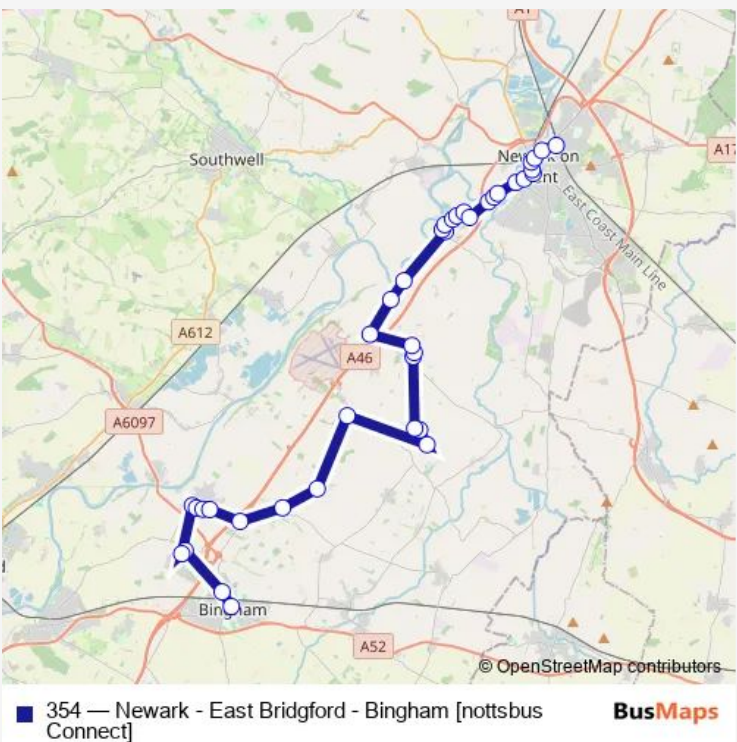 A1
Southwell
Newark on
Trent
A17
East Coast Main Line
A612
A46
A6097
Bingham
A52
© OpenStreetMap contributors
354 — Newark - East Bridgford - Bingham [nottsbus
Connect]
BusMaps